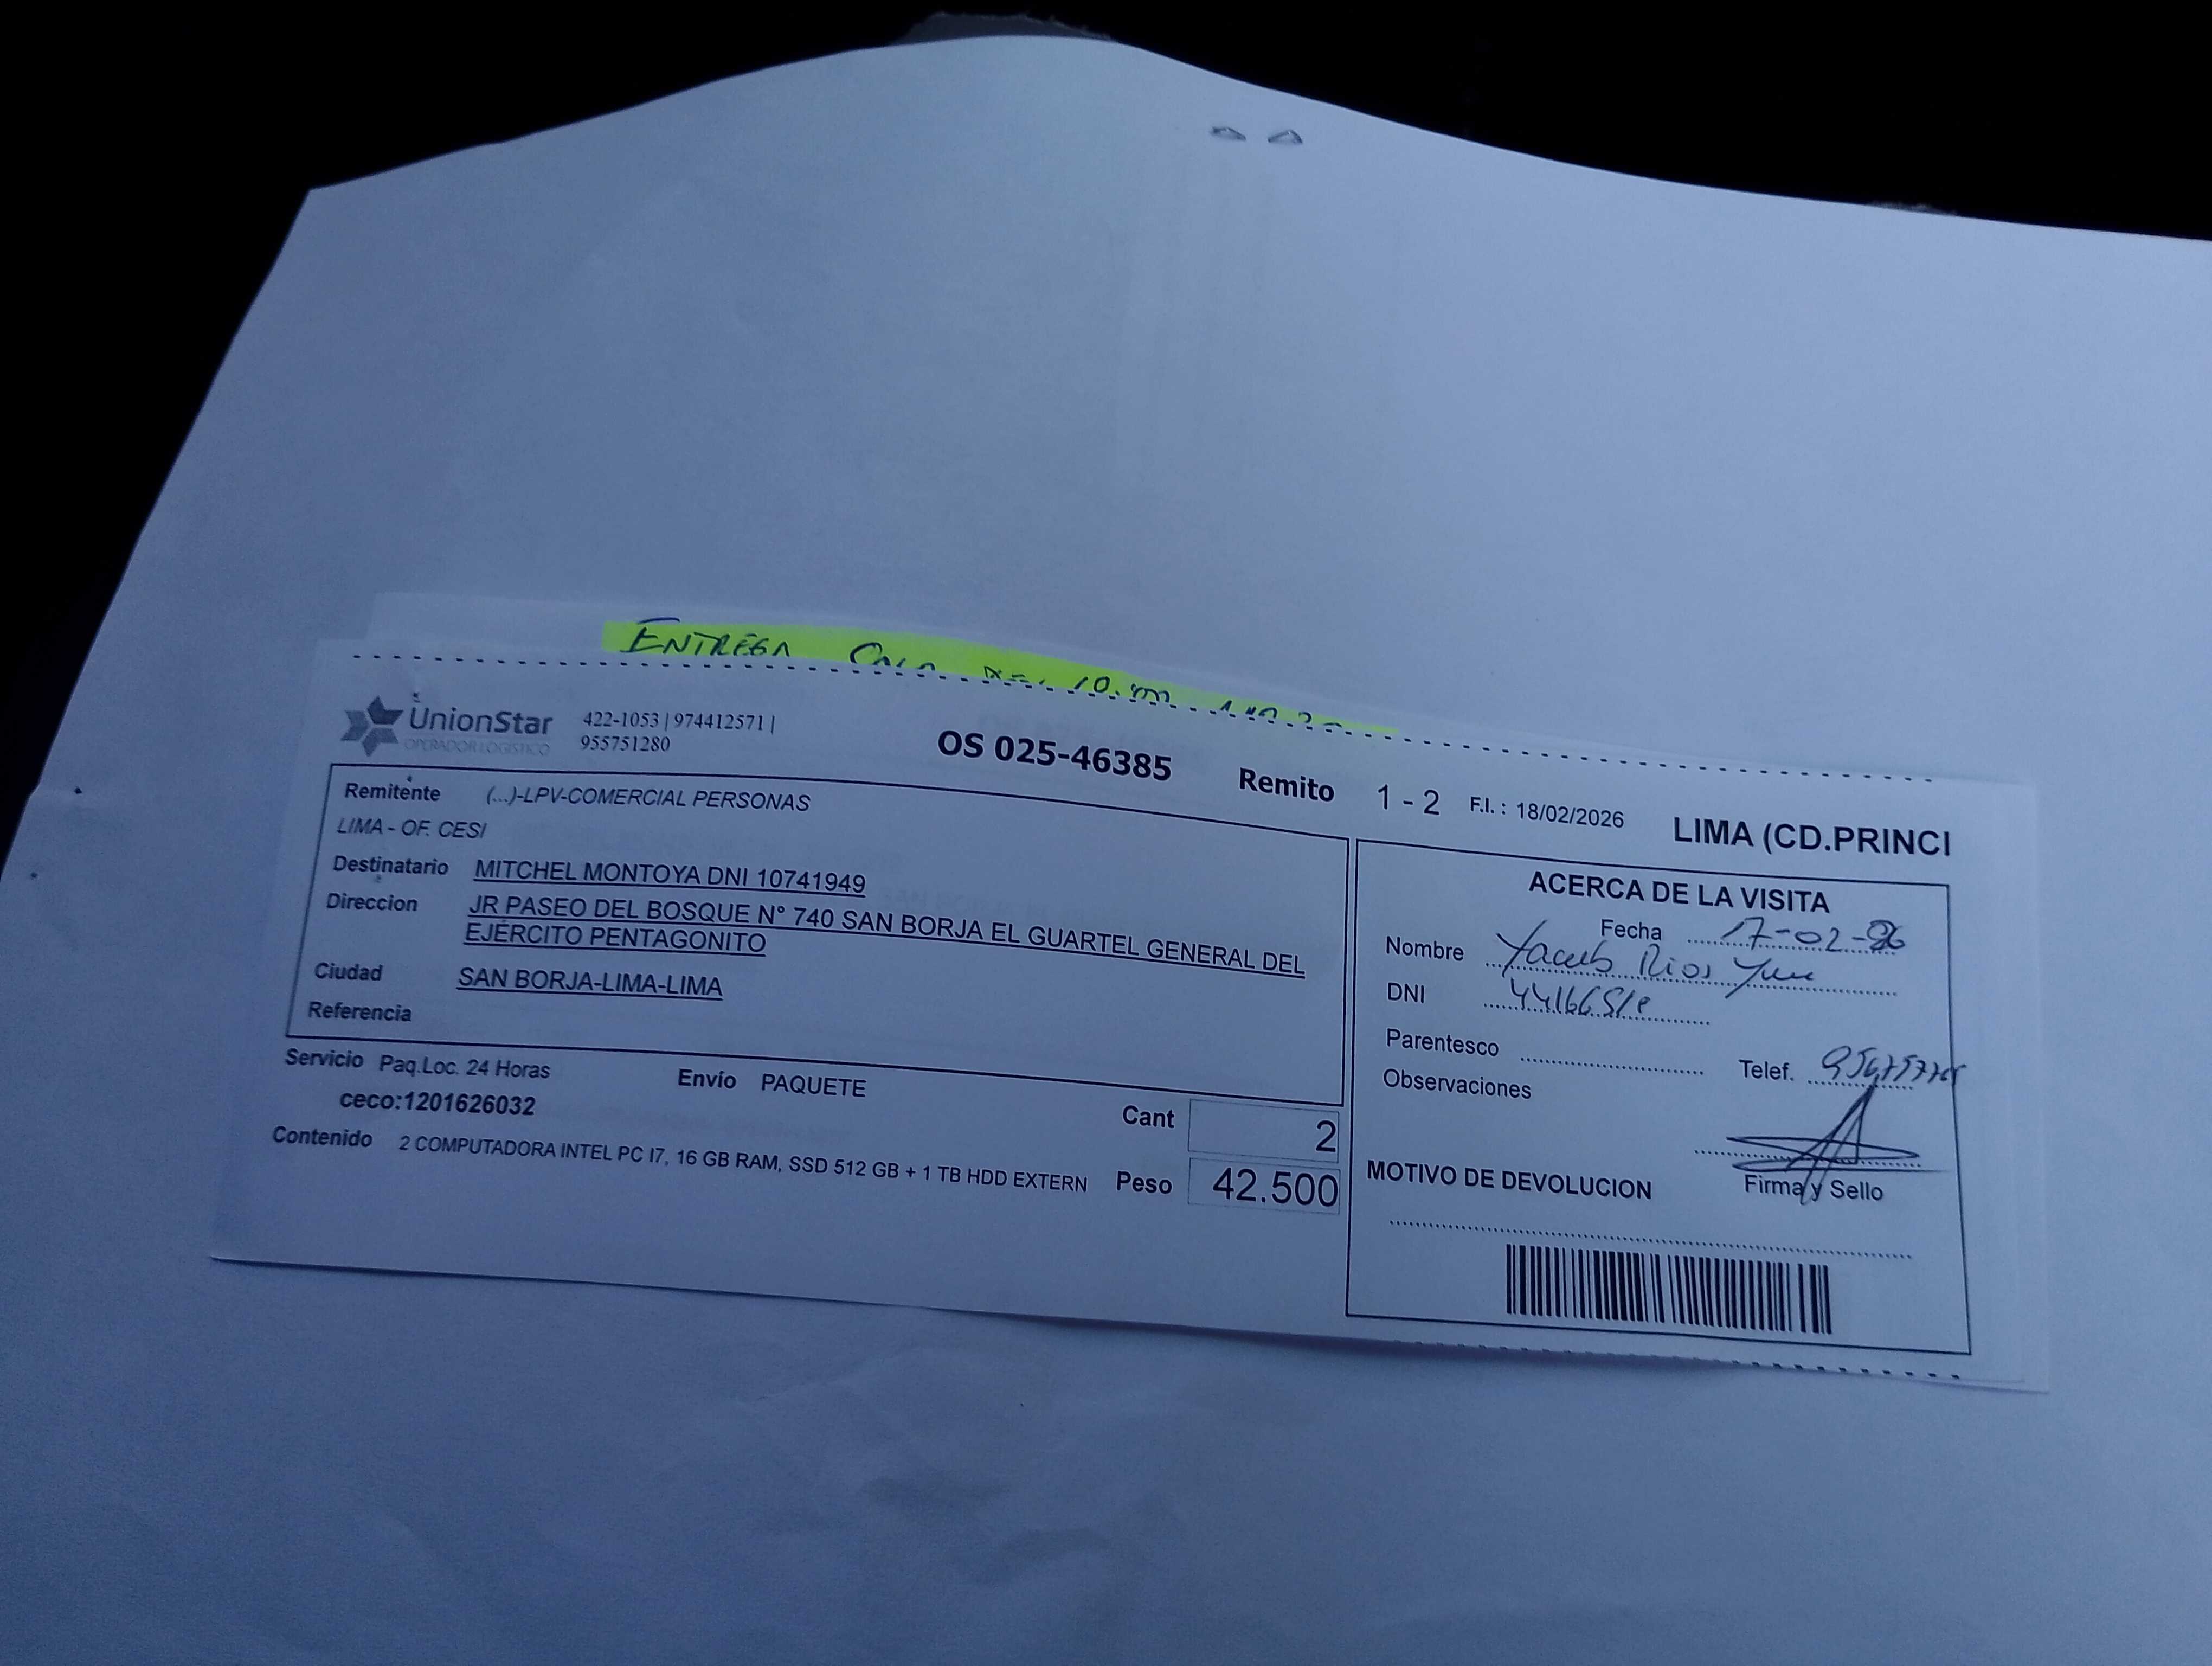 ENTREGA
UnionStar
OPERADOR LOGISTICO
422-1053 | 974412571 |
955751280
OS 025-46385 Remito 1 - 2 F.I. : 18/02/2026 LIMA (CD.PRINCI
Remitente (...)-LPV-COMERCIAL PERSONAS
LIMA - OF. CESI
Destinatario MITCHEL MONTOYA DNI 10741949
Direccion JR PASEO DEL BOSQUE N° 740 SAN BORJA EL GUARTEL GENERAL DEL
EJÉRCITO PENTAGONITO
Ciudad SAN BORJA-LIMA-LIMA
Referencia
Servicio Paq.Loc. 24 Horas Envío PAQUETE
ceco:1201626032
Cant 2
Contenido 2 COMPUTADORA INTEL PC I7, 16 GB RAM, SSD 512 GB + 1 TB HDD EXTERN Peso 42.500
ACERCA DE LA VISITA
Fecha 17-02-26
Nombre Rios
DNI
Parentesco
Telef.
Observaciones
Firma y Sello
MOTIVO DE DEVOLUCION